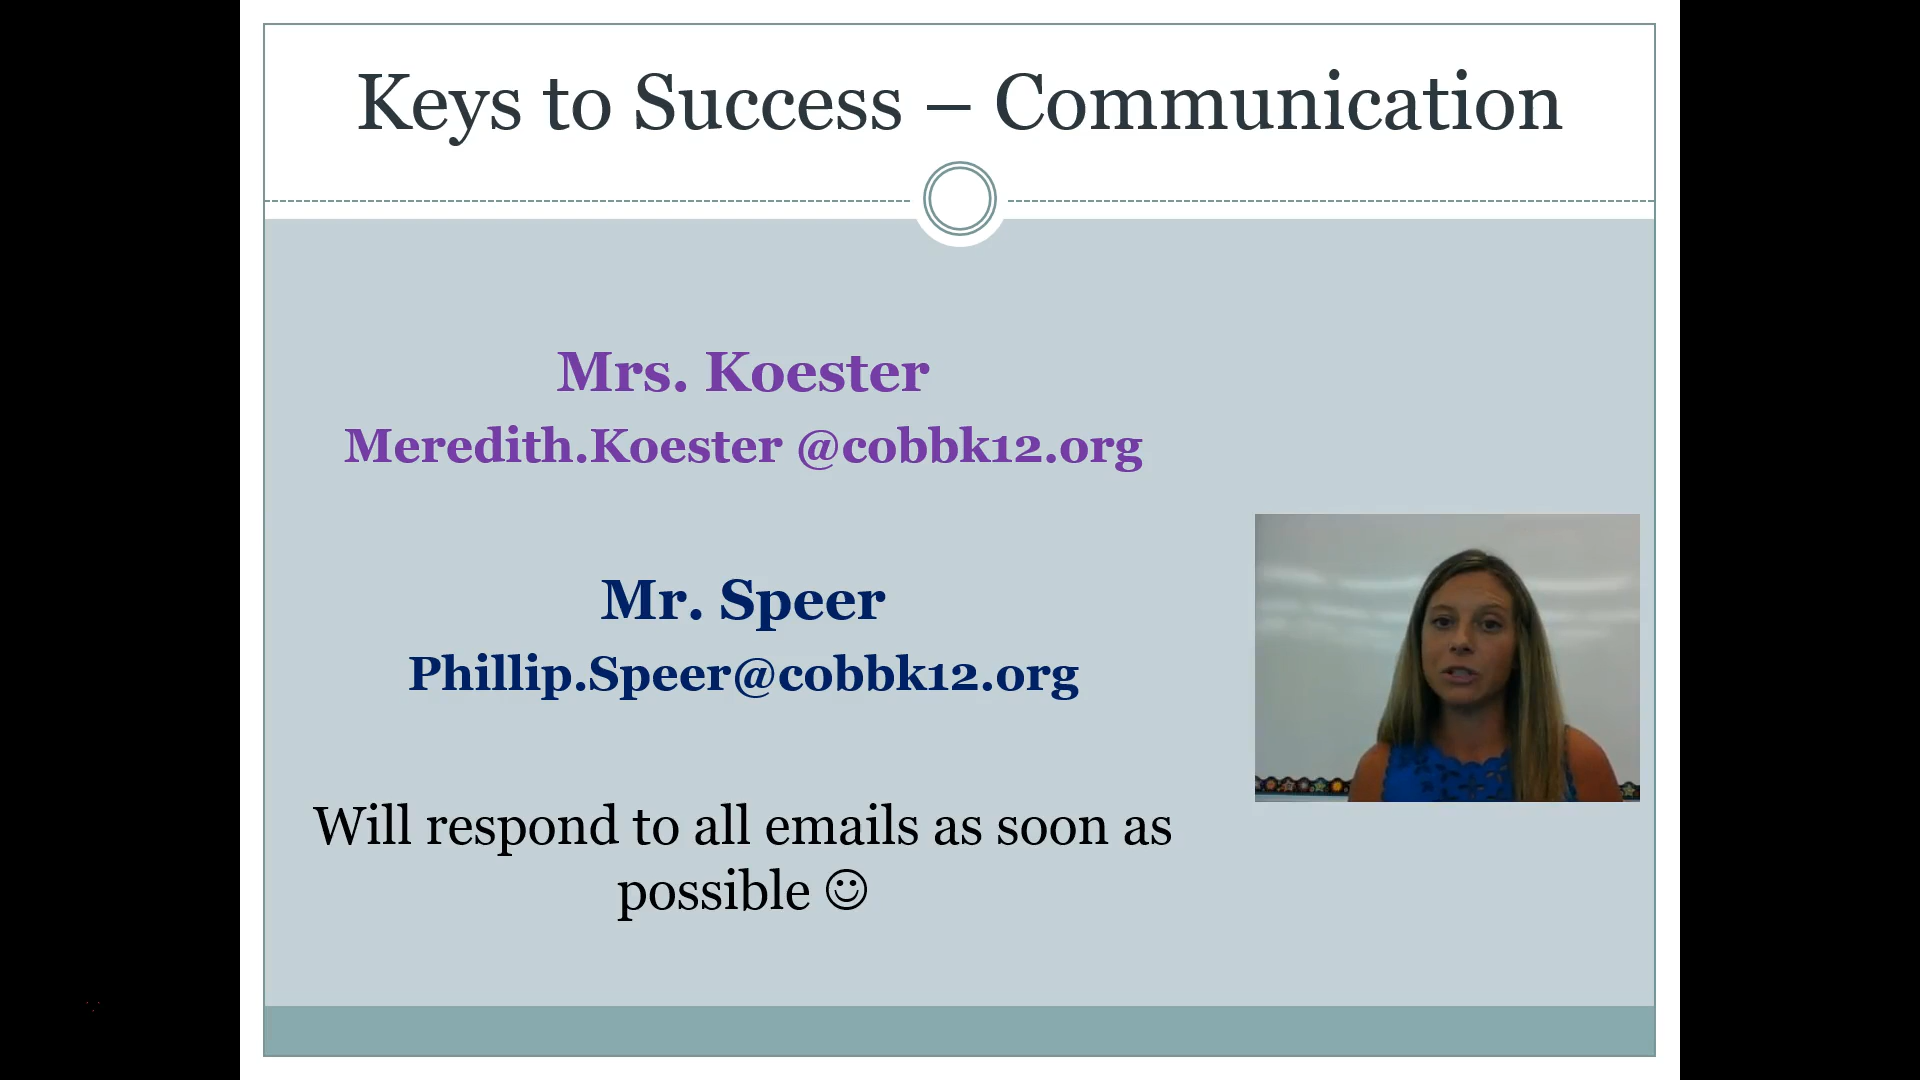 Keys to Success – Communication
Mrs. Koester
Meredith.Koester @cobbk12.org
Mr. Speer
Phillip.Speer@cobbk12.org
Will respond to all emails as soon as
possible ☺